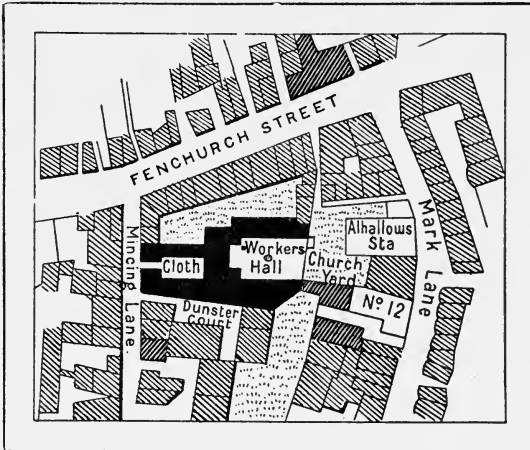 FENCHURCH STREET
Mincing Lane.
Mark Lane
Alhallows
Sta
Cloth
Workers
Hall
Church
Yard
No. 12
Dunster
Court